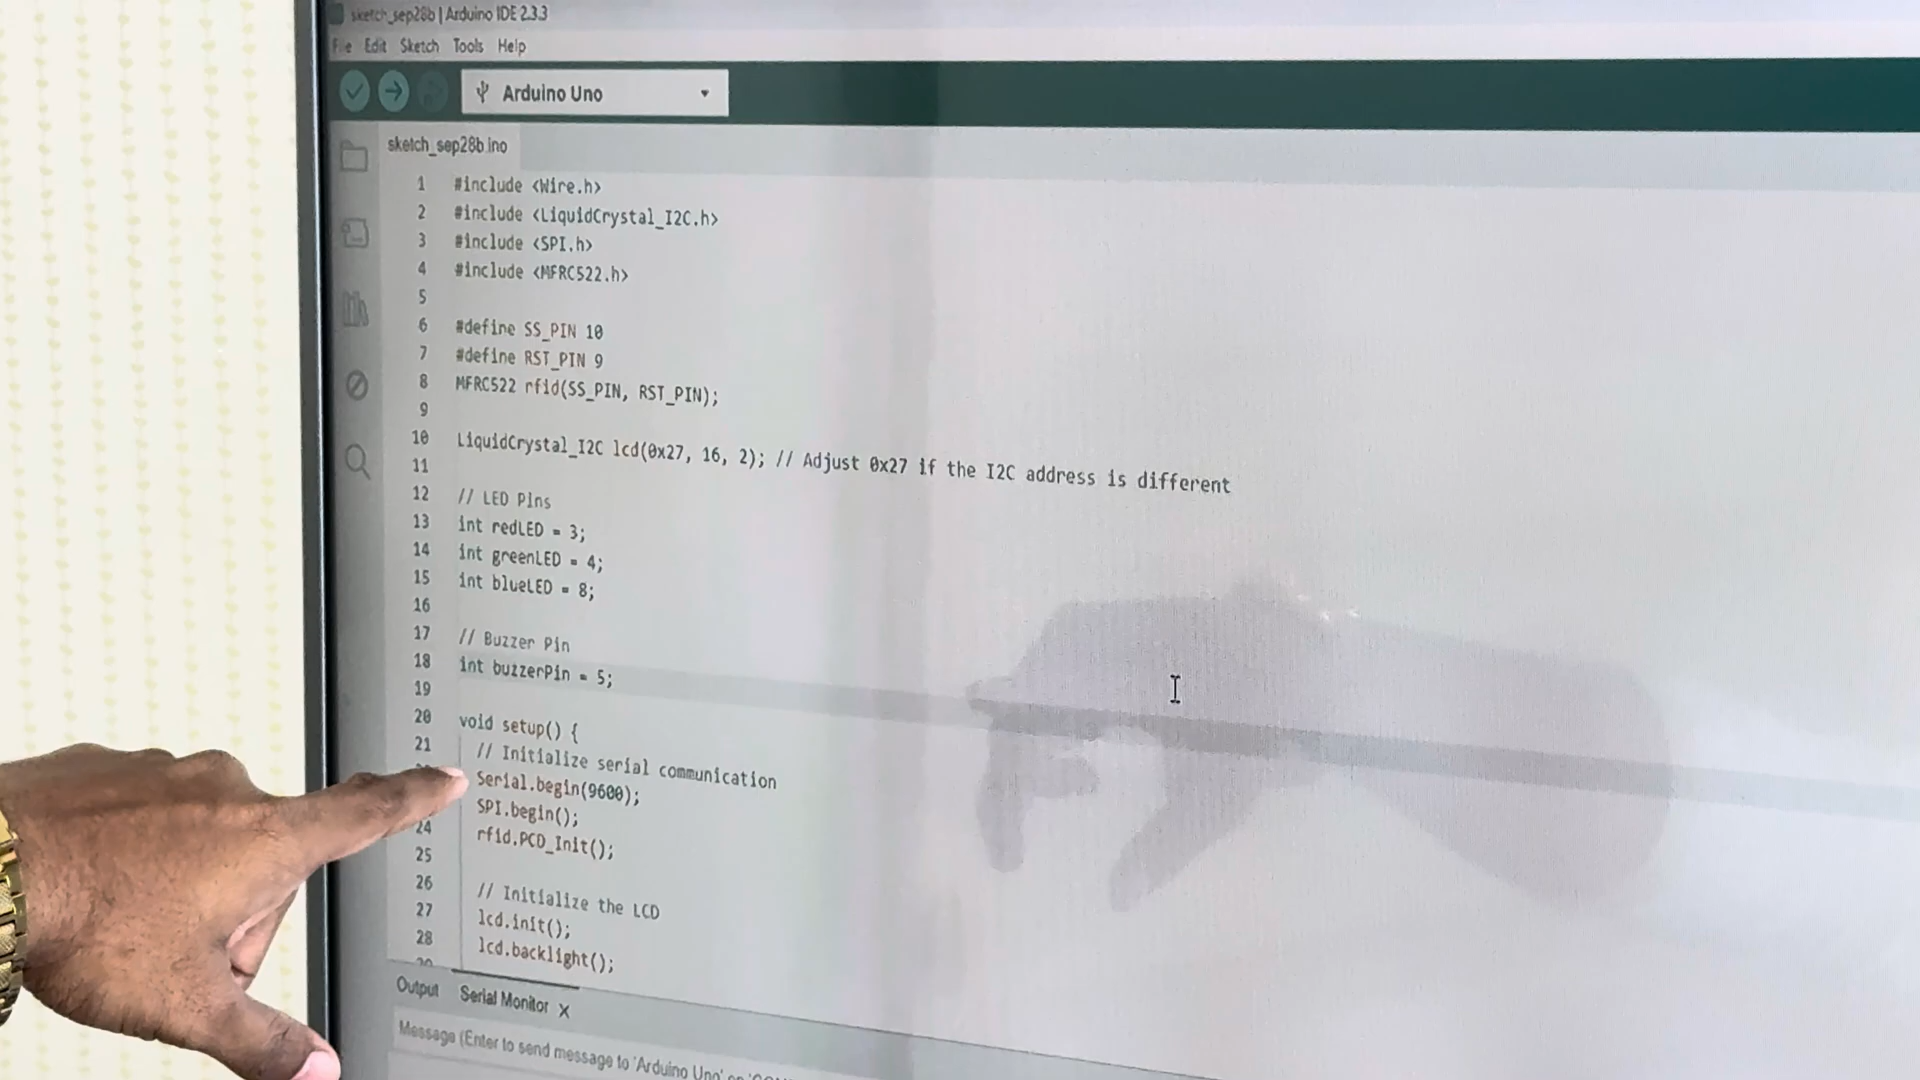 sketch_sep28b | Arduino IDE 2.3.3
File Edit Sketch Tools Help
Arduino Uno
sketch_sep28b.ino
1 #include <Wire.h>
2 #include <LiquidCrystal_I2C.h>
3 #include <SPI.h>
4 #include <MFRC522.h>
5
6 #define SS_PIN 10
7 #define RST_PIN 9
8 MFRC522 rfid(SS_PIN, RST_PIN);
9
10 LiquidCrystal_I2C lcd(0x27, 16, 2); // Adjust 0x27 if the I2C address is different
11
12 // LED Pins
13 int redLED = 3;
14 int greenLED = 4;
15 int blueLED = 8;
16
17 // Buzzer Pin
18 int buzzerPin = 5;
19
20 void setup() {
21 // Initialize serial communication
Serial.begin(9600);
SPI.begin();
24 rfid.PCD_Init();
25
26 // Initialize the LCD
27 lcd.init();
28 lcd.backlight();
Output Serial Monitor X
Message (Enter to send message to 'Arduino Uno' on